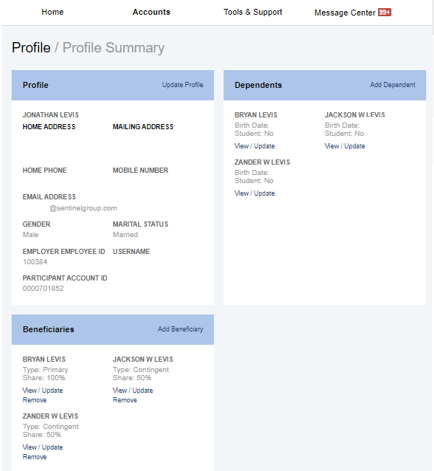 Home Accounts Tools & Support Message Center 99+
Profile / Profile Summary
Profile Update Profile
JONATHAN LEVIS
HOME ADDRESS MAILING ADDRESS
HOME PHONE MOBILE NUMBER
EMAIL ADDRESS
@sentinelgroup.com
GENDER MARITAL STATUS
Male Married
EMPLOYER EMPLOYEE ID USERNAME
100384
PARTICIPANT ACCOUNT ID
0000701852
Dependents Add Dependent
BRYAN LEVIS JACKSON W LEVIS
Birth Date: Birth Date:
Student: No Student: No
View / Update View / Update
ZANDER W LEVIS
Birth Date:
Student: No
View / Update
Beneficiaries Add Beneficiary
BRYAN LEVIS JACKSON W LEVIS
Type: Primary Type: Contingent
Share: 100% Share: 50%
View / Update View / Update
Remove Remove
ZANDER W LEVIS
Type: Contingent
Share: 50%
View / Update
Remove